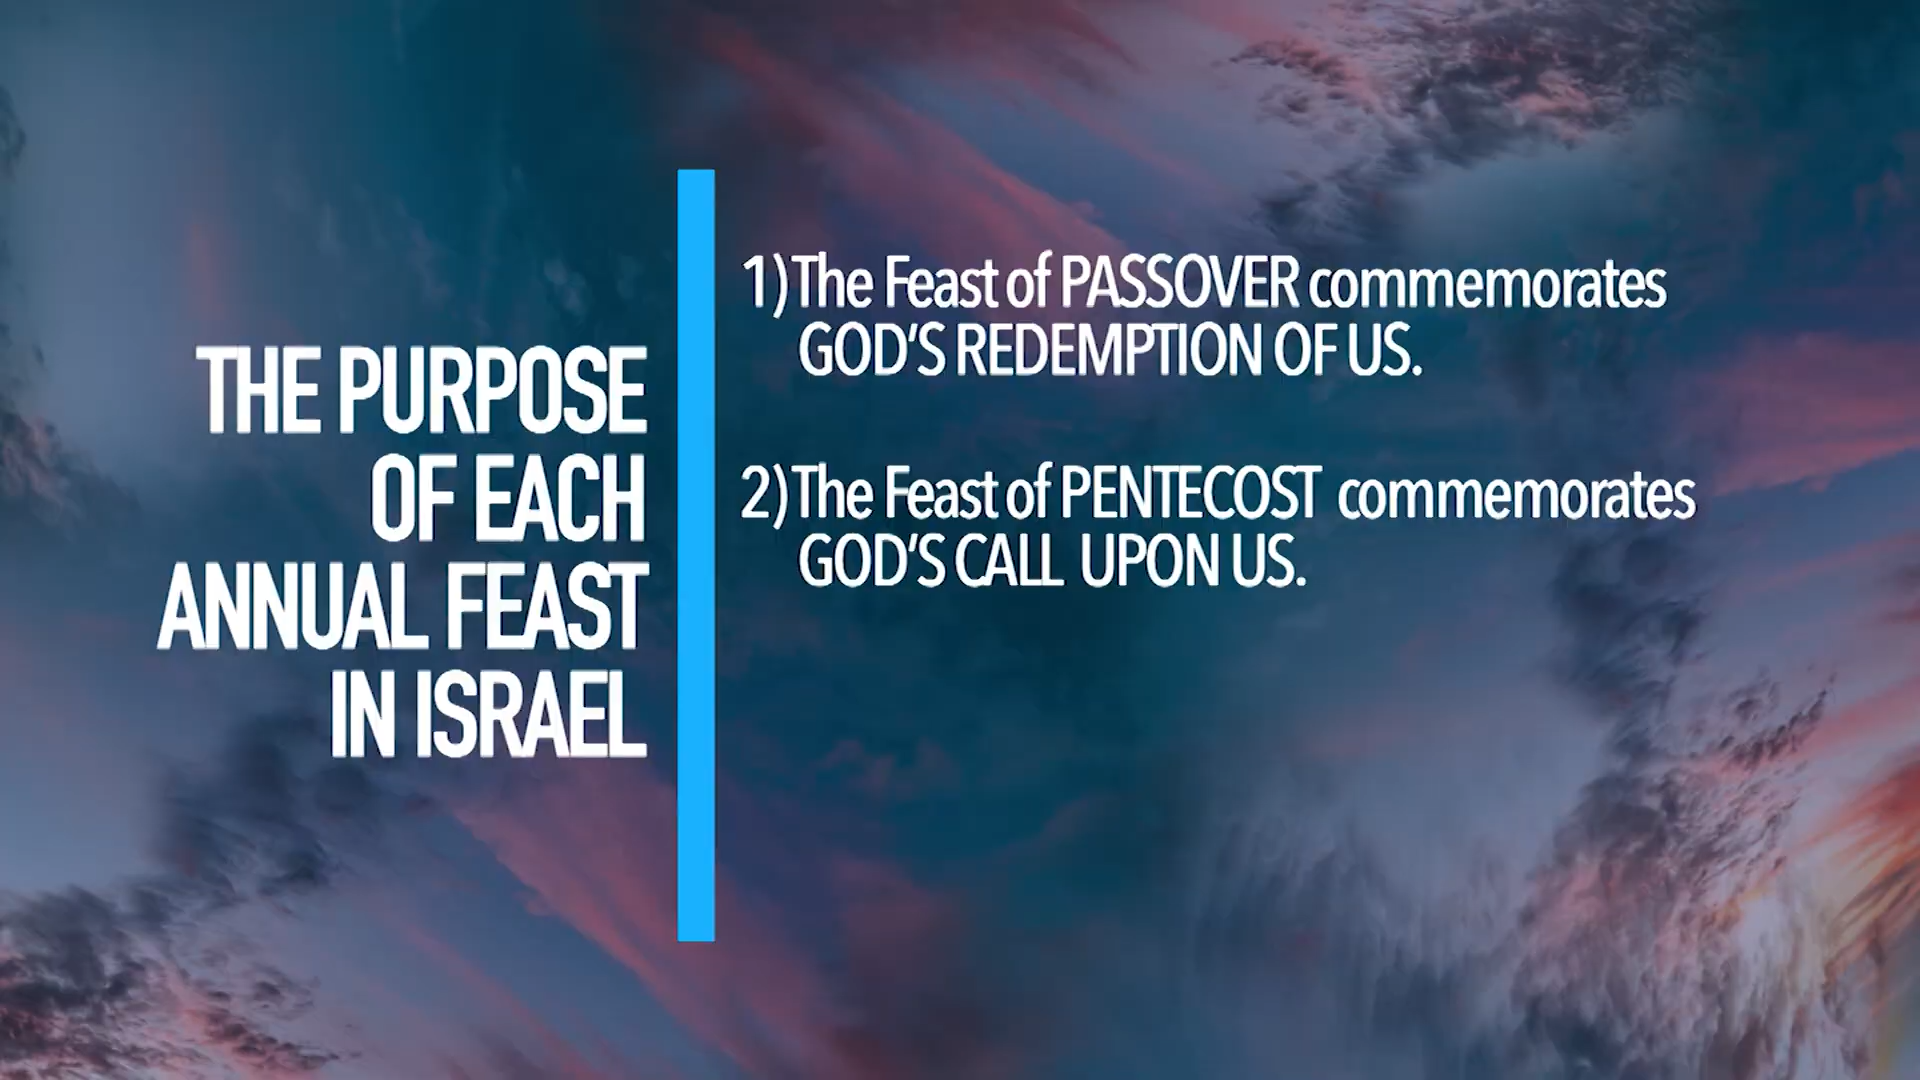 THE PURPOSE
OF EACH
ANNUAL FEAST
IN ISRAEL
1) The Feast of PASSOVER commemorates
GOD’S REDEMPTION OF US.
2) The Feast of PENTECOST commemorates
GOD’S CALL UPON US.